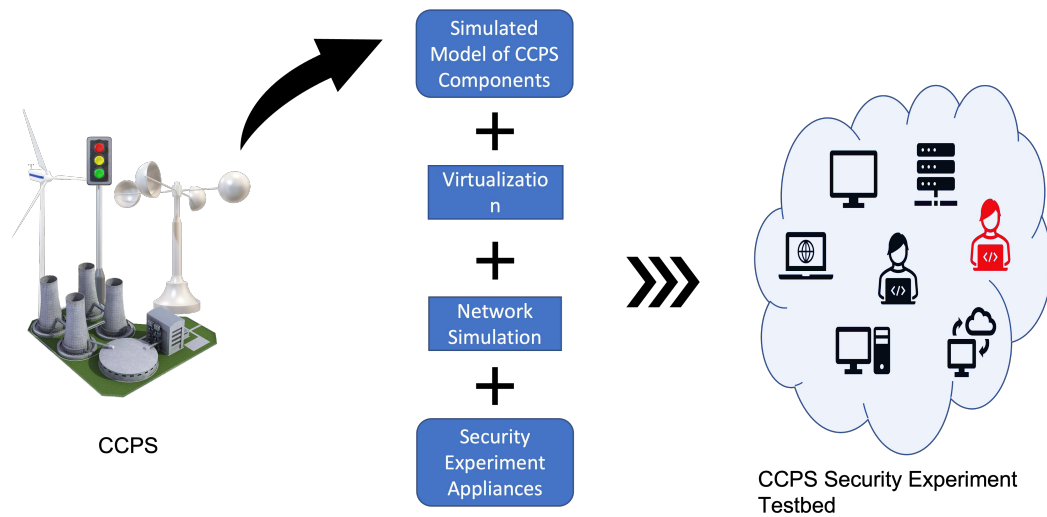 Simulated
Model of CCPS
Components
Virtualizatio
n
Network
Simulation
Security
Experiment
Appliances
CCPS
CCPS Security Experiment
Testbed